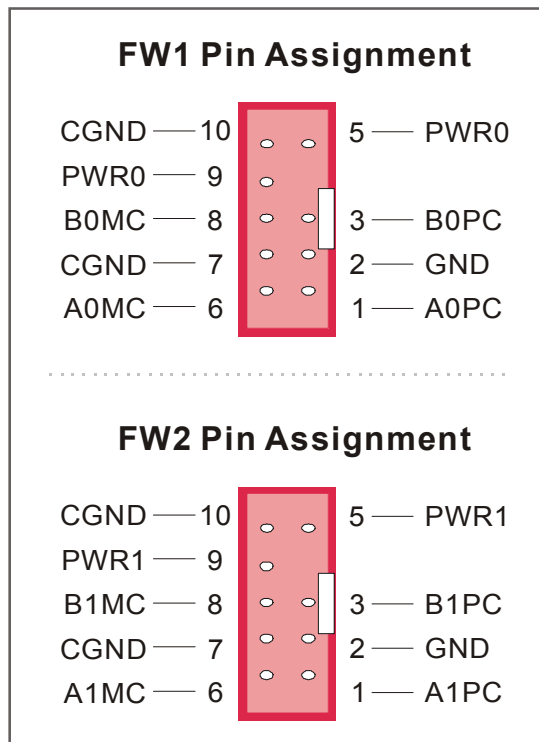 FW1 Pin Assignment
CGND 10 5 PWR0
PWR0 9
B0MC 8 3 B0PC
CGND 7 2 GND
A0MC 6 1 A0PC
FW2 Pin Assignment
CGND 10 5 PWR1
PWR1 9
B1MC 8 3 B1PC
CGND 7 2 GND
A1MC 6 1 A1PC